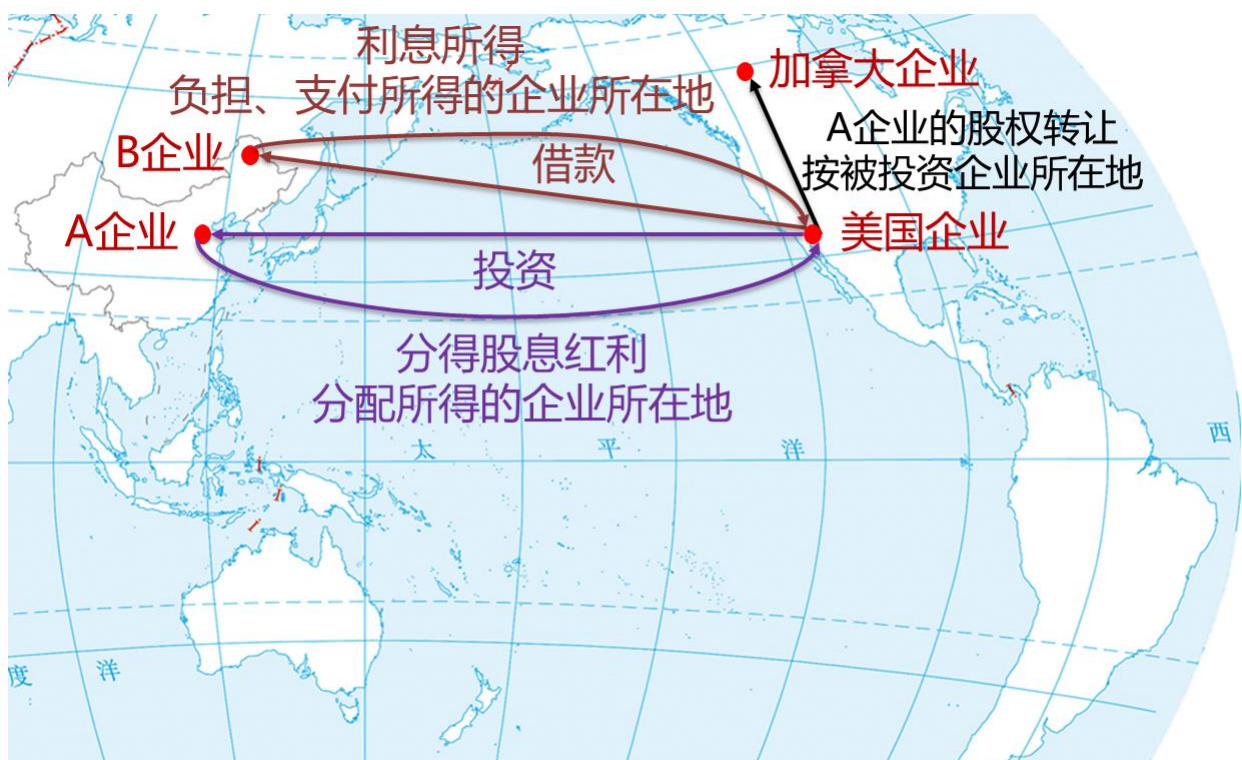 利息所得
负担、支付所得的企业所在地
加拿大企业
A企业的股权转让
按被投资企业所在地
B企业
借款
A企业
美国企业
投资
分得股息红利
分配所得的企业所在地
太平洋
西
度洋